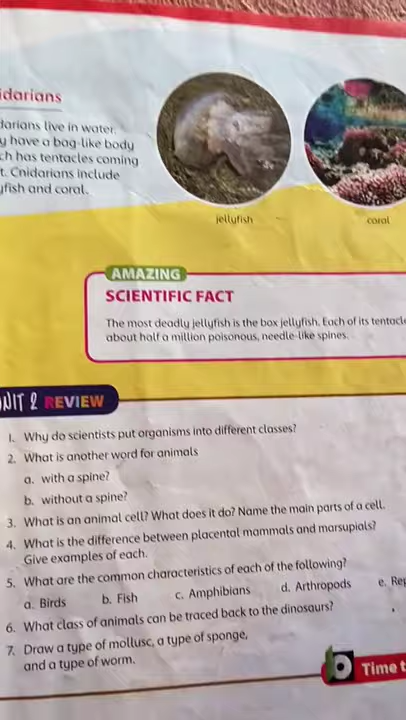 idarians
darians live in water.
y have a bag-like body
ch has tentacles coming
t. Cnidarians include
yfish and coral.
jellyfish
coral
AMAZING
SCIENTIFIC FACT
The most deadly jellyfish is the box jellyfish. Each of its tentacle
about half a million poisonous, needle-like spines.
UNIT 2 REVIEW
1. Why do scientists put organisms into different classes?
2. What is another word for animals
a. with a spine?
b. without a spine?
3. What is an animal cell? What does it do? Name the main parts of a cell.
4. What is the difference between placental mammals and marsupials?
Give examples of each.
5. What are the common characteristics of each of the following?
a. Birds b. Fish c. Amphibians d. Arthropods e. Rep
6. What class of animals can be traced back to the dinosaurs?
7. Draw a type of mollusc, a type of sponge,
and a type of worm.
Time t